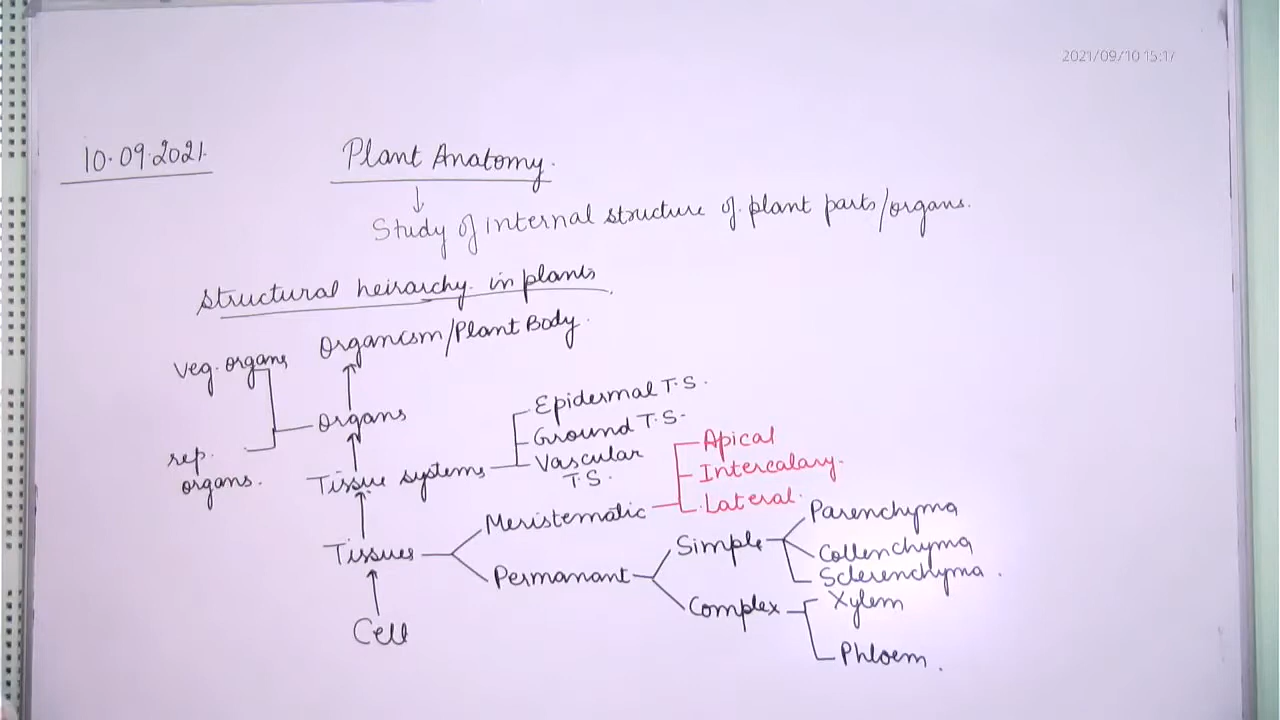 2021/09/10 15:17
10.09.2021.
Plant Anatomy.
Study of internal structure of plant parts/organs.
Structural heirarchy in plants
Organism/Plant Body.
Veg. organs
Organs
rep.
organs.
Epidermal T.S.
Ground T.S.
Vascular
T.S.
Tissue systems
Apical
Intercalary.
Lateral.
Meristematic
Tissues
Permanant
Simple
Parenchyma
Collenchyma
Sclerenchyma.
Complex
Xylem
Phloem.
Cell